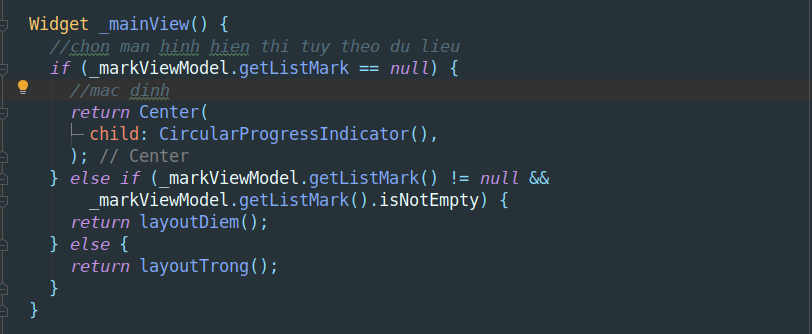 Widget _mainView() {
//chon man hinh hien thi tuy theo du lieu
if (_markViewModel.getListMark == null) {
//mac dinh
return Center(
child: CircularProgressIndicator(),
); // Center
} else if (_markViewModel.getListMark() != null &&
_markViewModel.getListMark().isNotEmpty) {
return layoutDiem();
} else {
return layoutTrong();
}
}